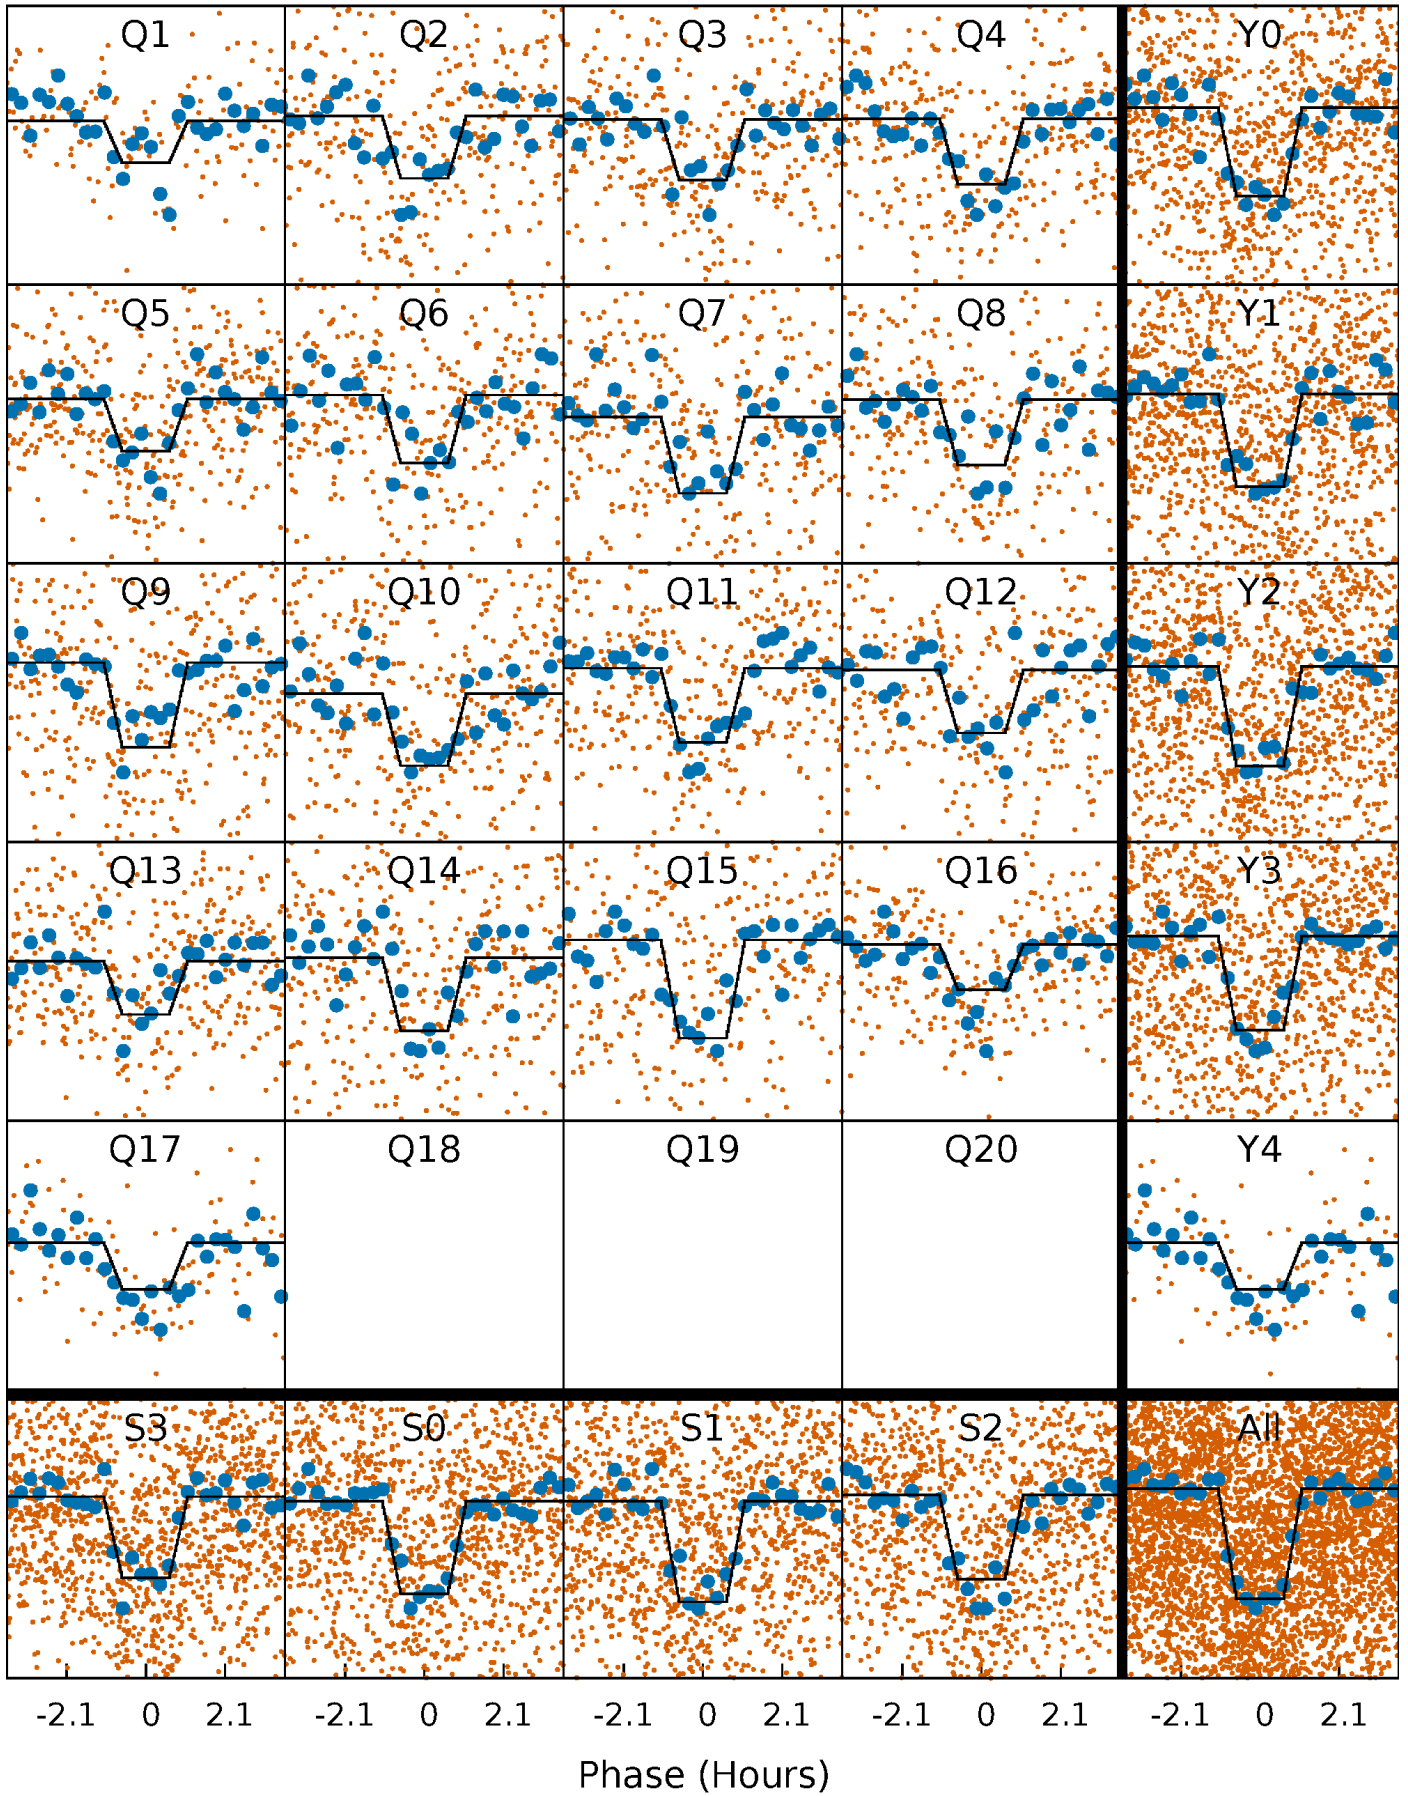 Q1 Q2 Q3 Q4 Y0
Q5 Q6 Q7 Q8 Y1
Q9 Q10 Q11 Q12 Y2
Q13 Q14 Q15 Q16 Y3
Q17 Q18 Q19 Q20 Y4
S3 S0 S1 S2 All
-2.1 0 2.1 -2.1 0 2.1 -2.1 0 2.1 -2.1 0 2.1 -2.1 0 2.1
Phase (Hours)